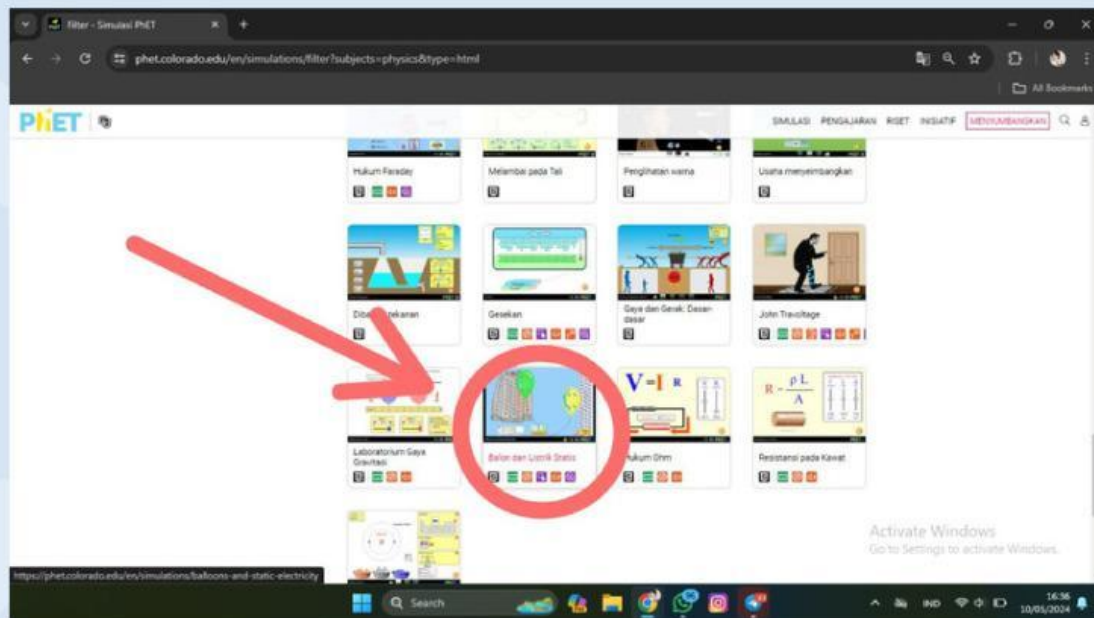 Filter - Simulasi PhET
phet.colorado.edu/en/simulations/filter?subjects=physics&type=html
All Bookmarks
PhET
SIMULASI PENGAJARAN RISET INISIATIF MENYUMBANGKAN
Hukum Faraday
Melambai pada Tali
Penglihatan warna
Usaha menyeimbangkan
Gesekan
Gaya dan Gerak: Dasar-
dasar
John Travoltage
V = I R
R = ρL
A
Laboratorium Gaya
Gravitasi
Balon dan Listrik Statis
Hukum Ohm
Resistansi pada Kawat
Activate Windows
Go to Settings to activate Windows.
https://phet.colorado.edu/en/simulations/balloons-and-static-electricity
Search
IND
16:36
10/05/2024